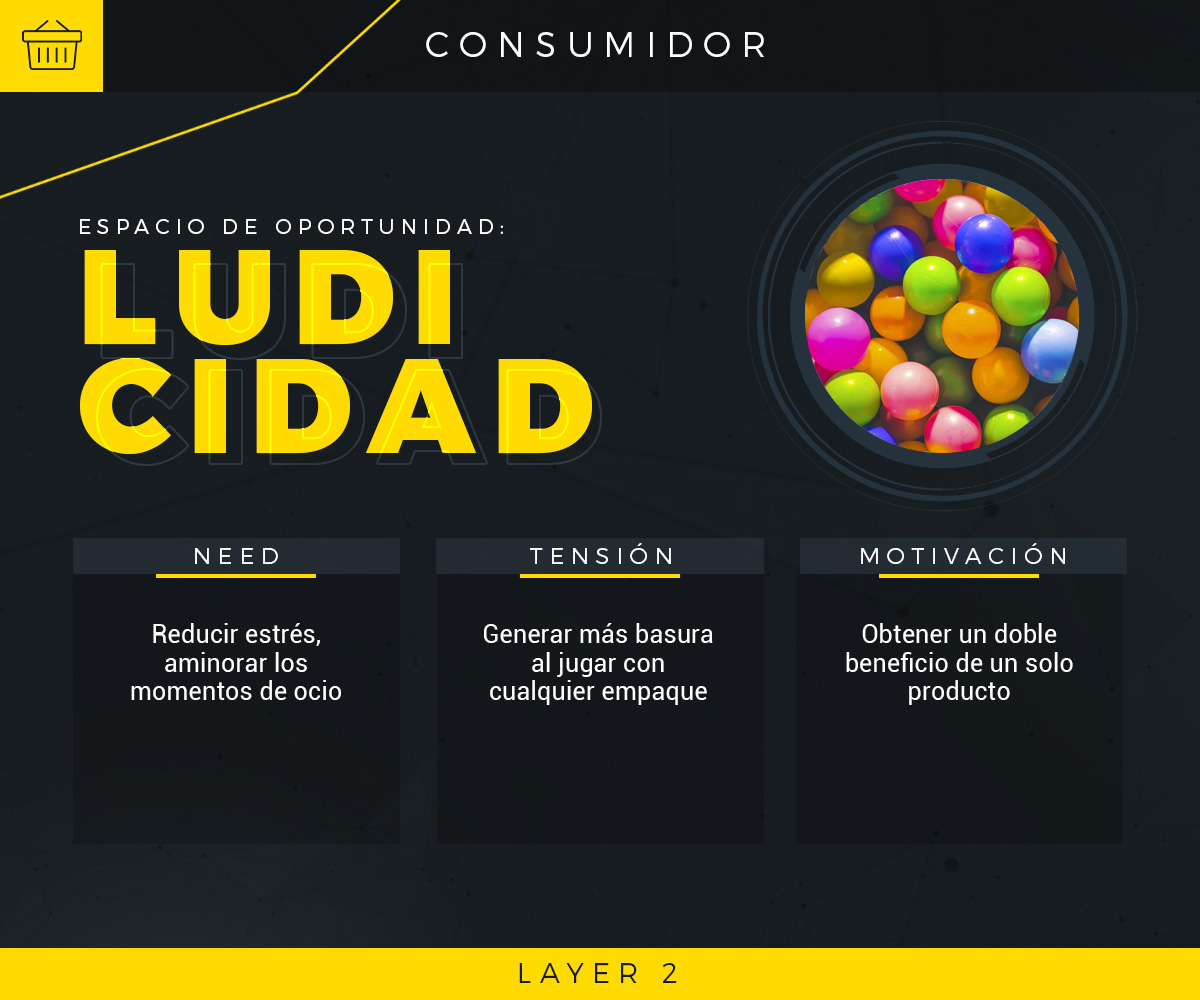 CONSUMIDOR
ESPACIO DE OPORTUNIDAD:
LUDI
CIDAD
NEED
Reducir estrés,
aminorar los
momentos de ocio
TENSIÓN
Generar más basura
al jugar con
cualquier empaque
MOTIVACIÓN
Obtener un doble
beneficio de un solo
producto
LAYER 2